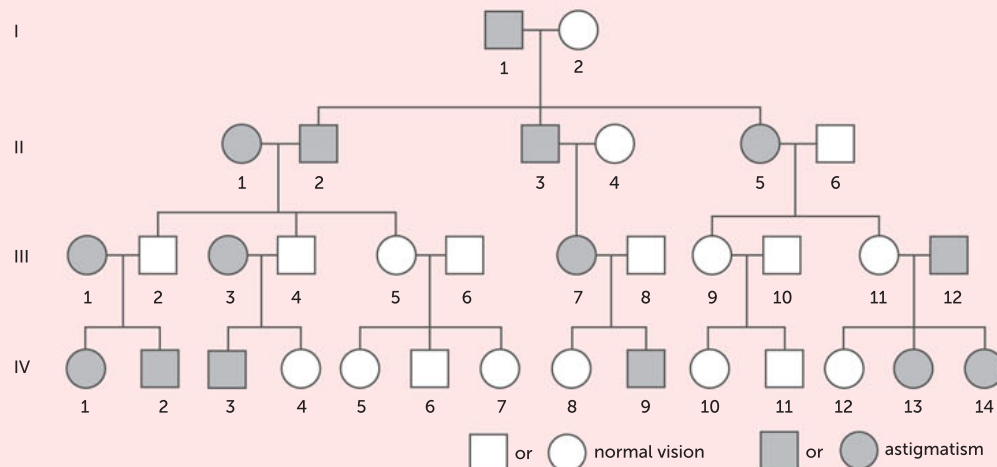 I
1 2
II
1 2 3 4 5 6
III
1 2 3 4 5 6 7 8 9 10 11 12
IV
1 2 3 4 5 6 7 8 9 10 11 12 13 14
or normal vision or astigmatism